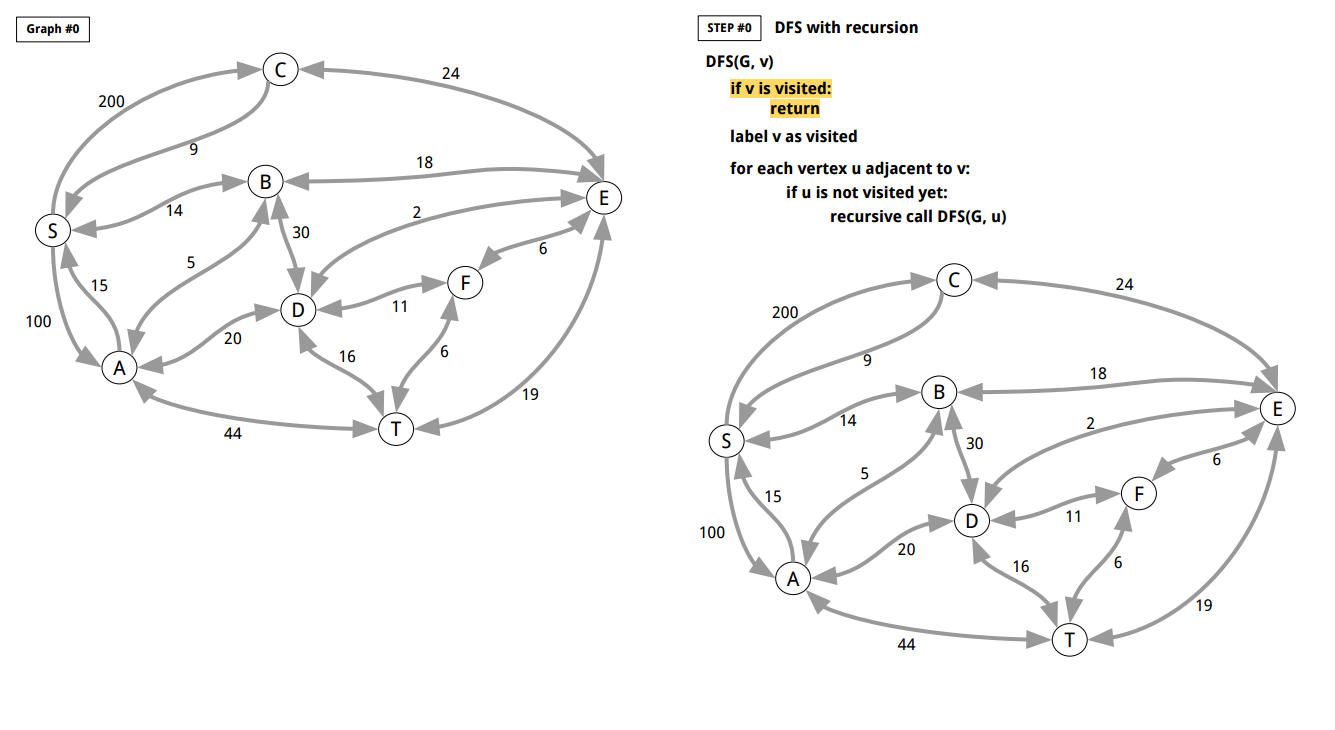 Graph #0
C
24
200
9
B
18
14
E
S
2
30
5
6
F
15
D
11
100
20
A
16
6
19
44
T
STEP #0 DFS with recursion
DFS(G, v)
if v is visited:
return
label v as visited
for each vertex u adjacent to v:
if u is not visited yet:
recursive call DFS(G, u)
C
24
200
9
B
18
14
E
S
2
30
5
6
F
15
D
11
100
20
A
16
6
19
44
T